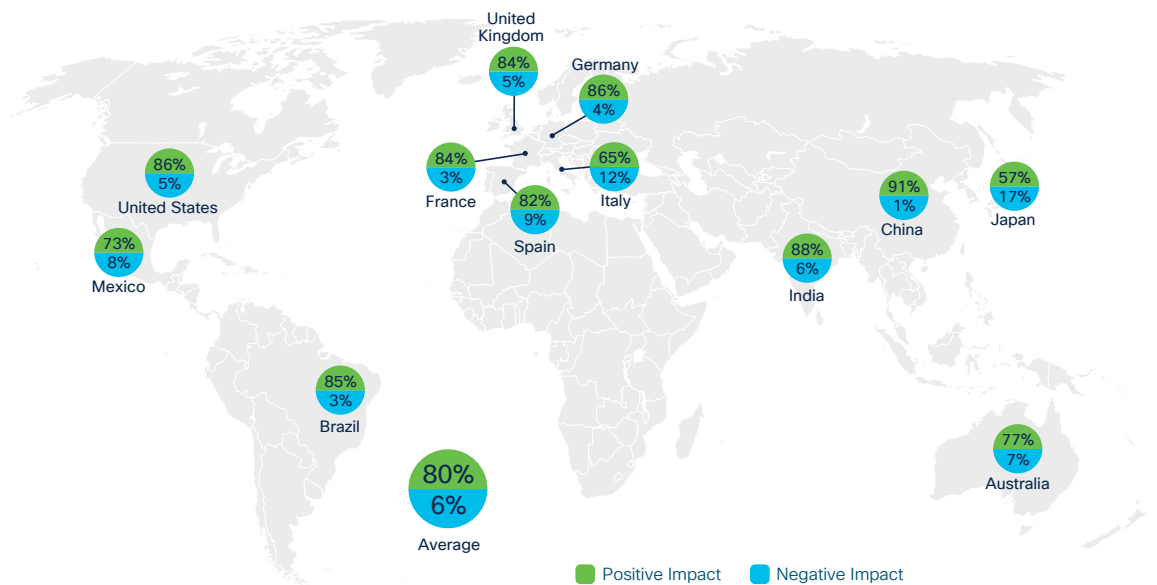 United
Kingdom
84%
5%
Germany
86%
4%
84%
3%
France
65%
12%
Italy
82%
9%
Spain
86%
5%
United States
73%
8%
Mexico
91%
1%
China
57%
17%
Japan
88%
6%
India
85%
3%
Brazil
77%
7%
Australia
80%
6%
Average
Positive Impact
Negative Impact